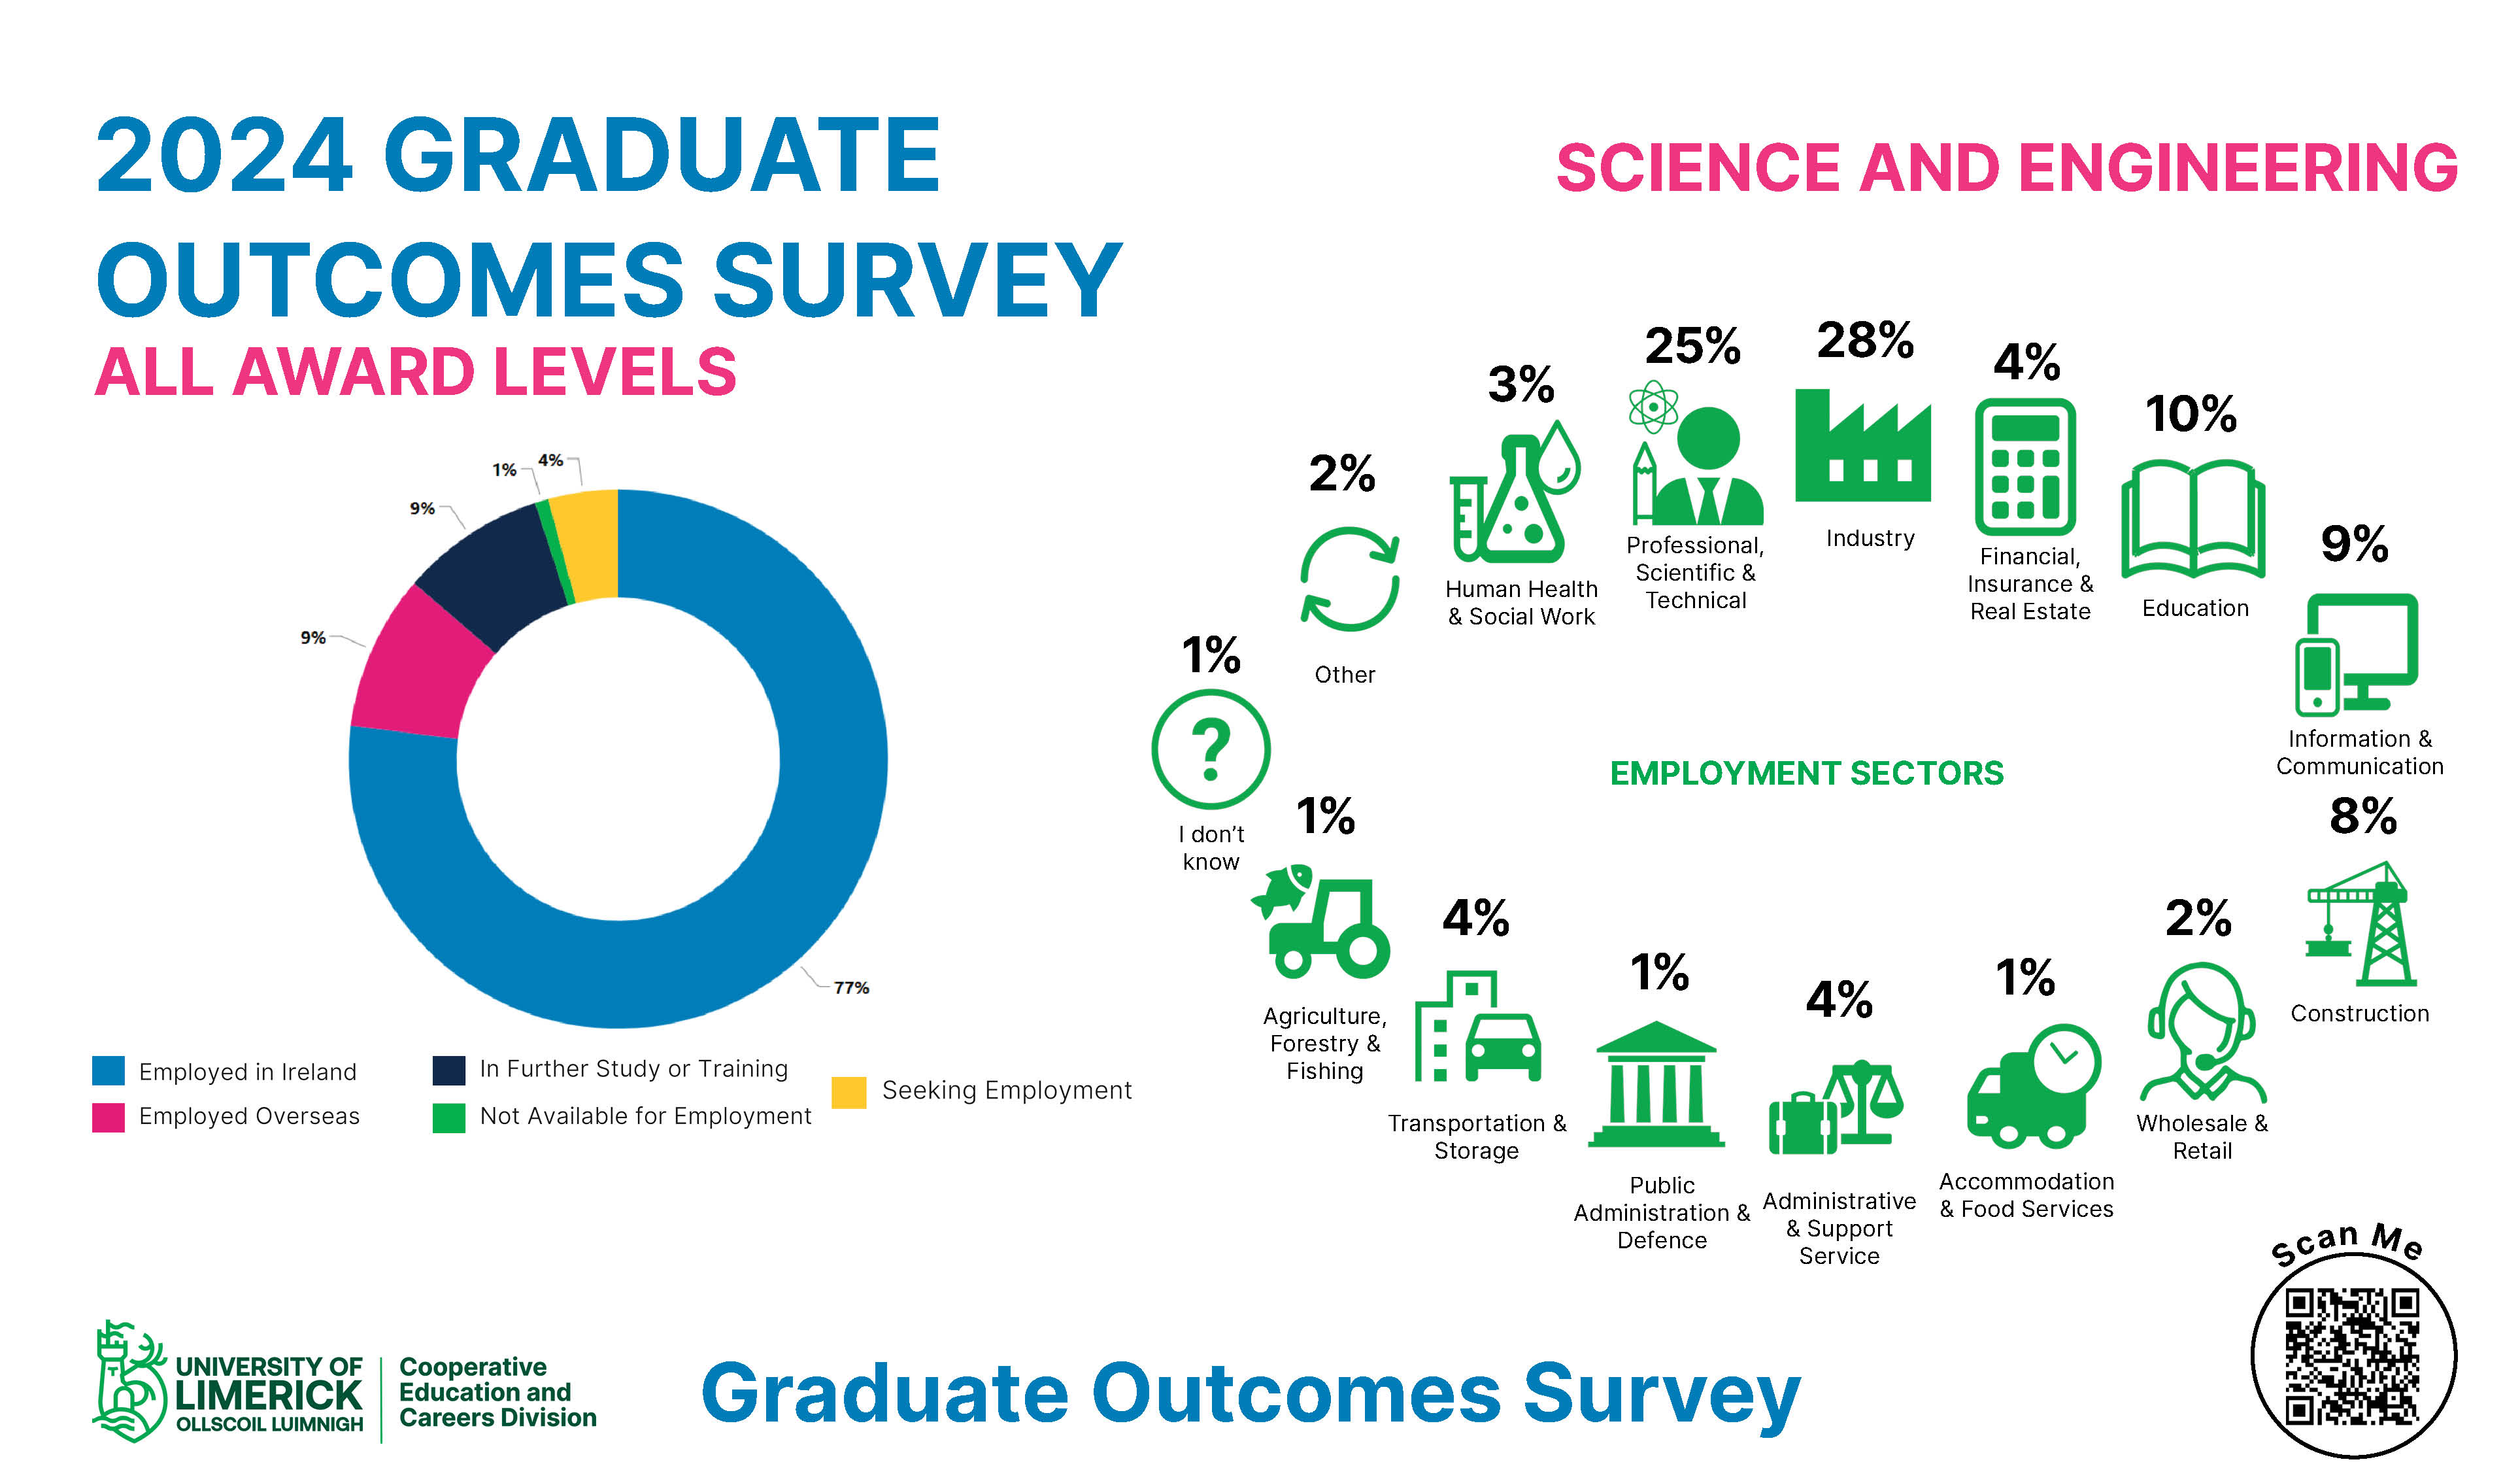 2024 GRADUATE
OUTCOMES SURVEY
ALL AWARD LEVELS
SCIENCE AND ENGINEERING
1%
4%
9%
9%
77%
Employed in Ireland
Employed Overseas
In Further Study or Training
Not Available for Employment
Seeking Employment
EMPLOYMENT SECTORS
1%
I don't
know
2%
Other
3%
Human Health
& Social Work
25%
Professional,
Scientific &
Technical
28%
Industry
4%
Financial,
Insurance &
Real Estate
10%
Education
9%
Information &
Communication
8%
Construction
2%
Wholesale &
Retail
1%
Accommodation
& Food Services
4%
Administrative
& Support
Service
1%
Public
Administration &
Defence
4%
Transportation &
Storage
1%
Agriculture,
Forestry &
Fishing
UNIVERSITY OF
LIMERICK
OLLSCOIL LUIMNIGH
Cooperative
Education and
Careers Division
Graduate Outcomes Survey
Scan Me